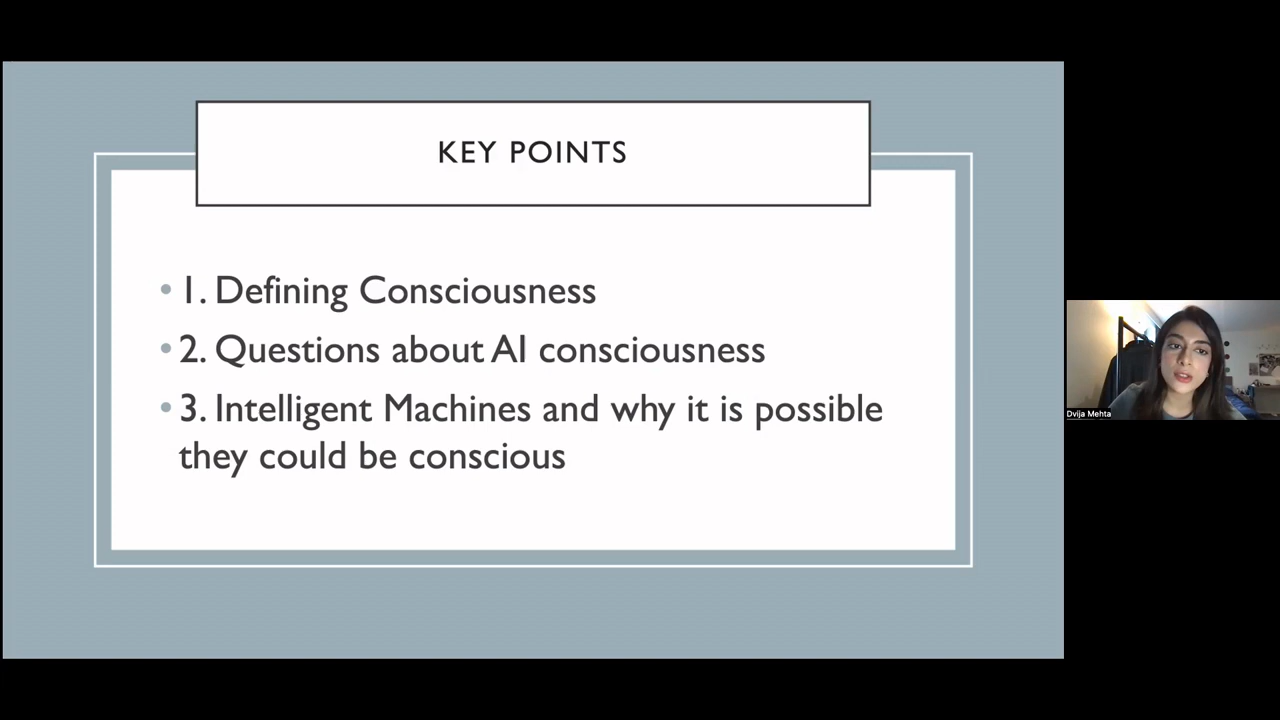 KEY POINTS
• 1. Defining Consciousness
• 2. Questions about AI consciousness
• 3. Intelligent Machines and why it is possible
they could be conscious
Dvija Mehta